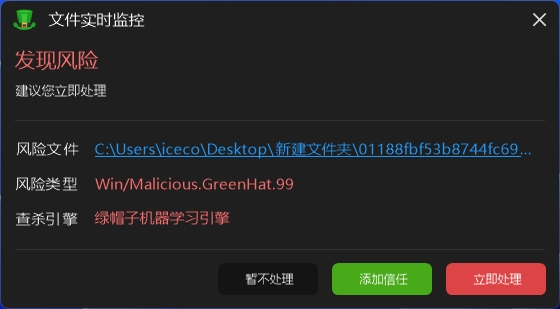 文件实时监控
发现风险
建议您立即处理
风险文件 C:\Users\iceco\Desktop\新建文件夹\01188fbf53b8744fc69...
风险类型 Win/Malicious.GreenHat.99
查杀引擎 绿帽子机器学习引擎
暂不处理 添加信任 立即处理